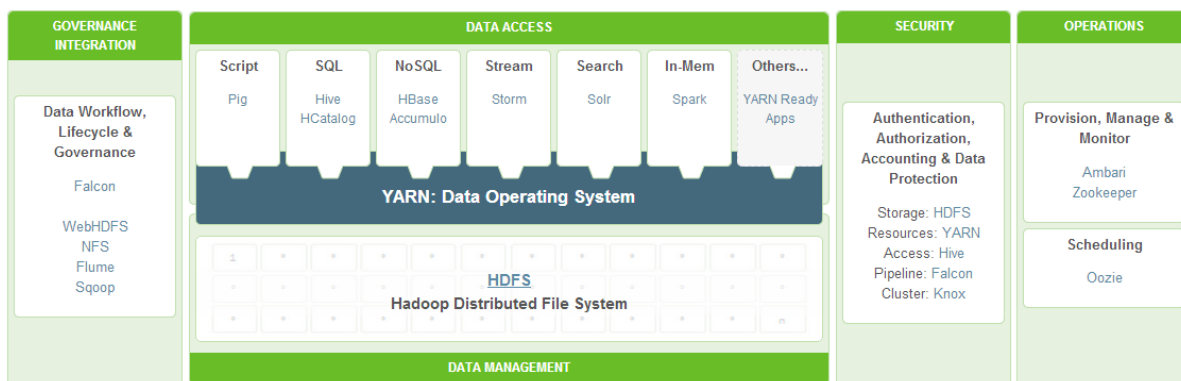 GOVERNANCE
INTEGRATION
Data Workflow,
Lifecycle &
Governance
Falcon
WebHDFS
NFS
Flume
Sqoop
DATA ACCESS
Script
Pig
SQL
Hive
HCatalog
NoSQL
HBase
Accumulo
Stream
Storm
Search
Solr
In-Mem
Spark
Others...
YARN Ready
Apps
YARN: Data Operating System
1
HDFS
Hadoop Distributed File System
n
DATA MANAGEMENT
SECURITY
Authentication,
Authorization,
Accounting & Data
Protection
Storage: HDFS
Resources: YARN
Access: Hive
Pipeline: Falcon
Cluster: Knox
OPERATIONS
Provision, Manage &
Monitor
Ambari
Zookeeper
Scheduling
Oozie